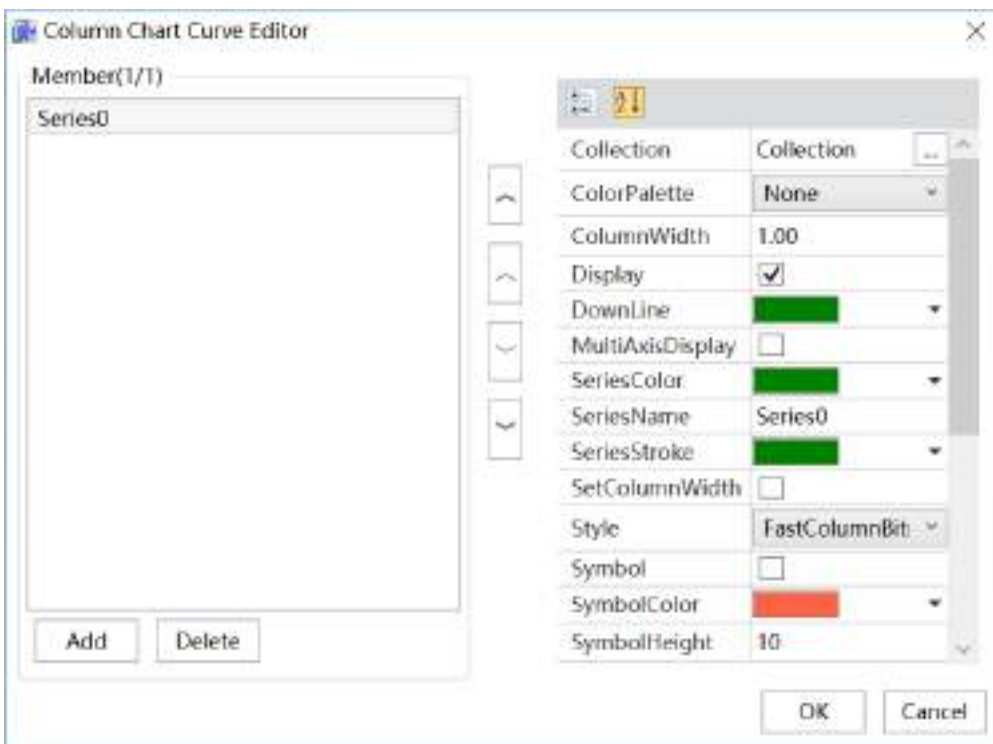 Column Chart Curve Editor
Member(1/1)
Series0
Collection Collection ...
ColorPalette None
ColumnWidth 1.00
Display
DownLine
MultiAxisDisplay
SeriesColor
SeriesName Series0
SeriesStroke
SetColumnWidth
Style FastColumnBit
Symbol
SymbolColor
SymbolHeight 10
Add Delete
OK Cancel